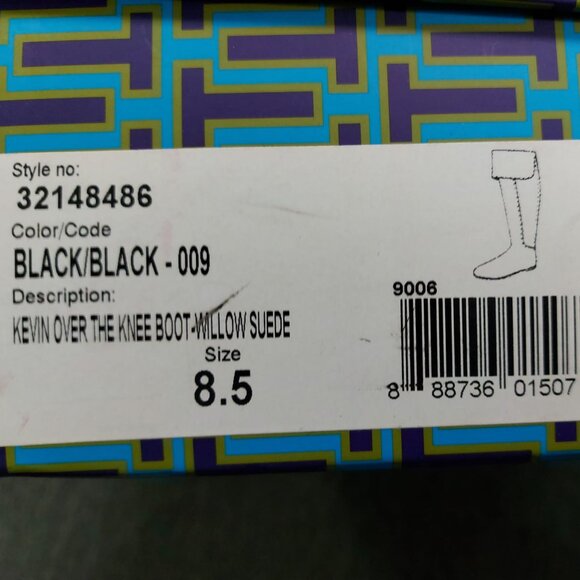 Style no:
32148486
Color/Code
BLACK/BLACK - 009
Description:
KEVIN OVER THE KNEE BOOT-WILLOW SUEDE
Size
8.5
9006
8 88736 01507